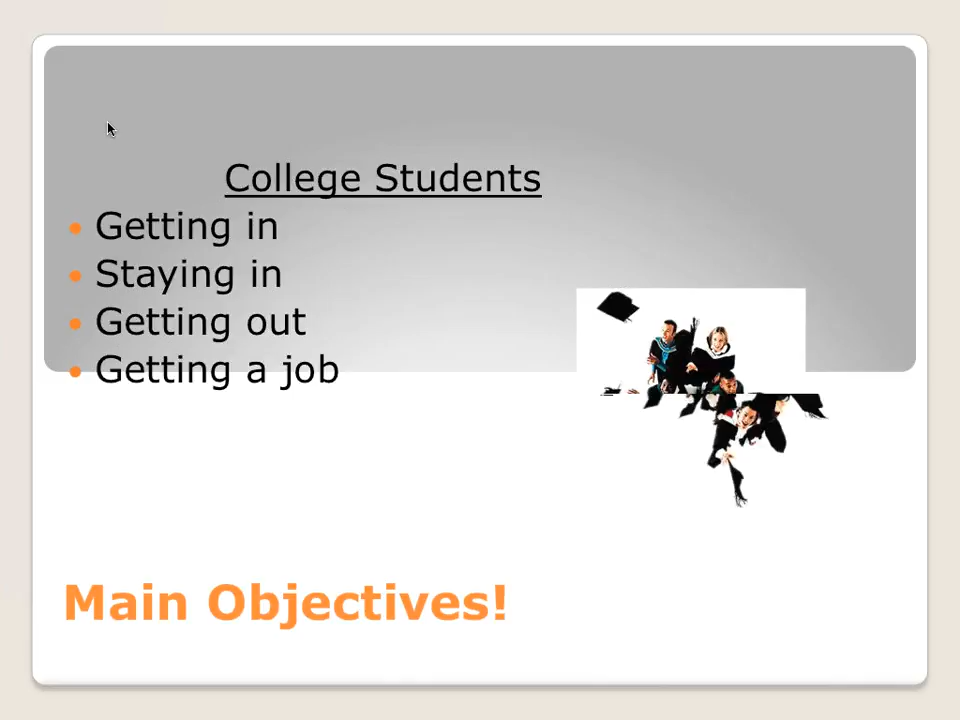 College Students
Getting in
Staying in
Getting out
Getting a job
Main Objectives!